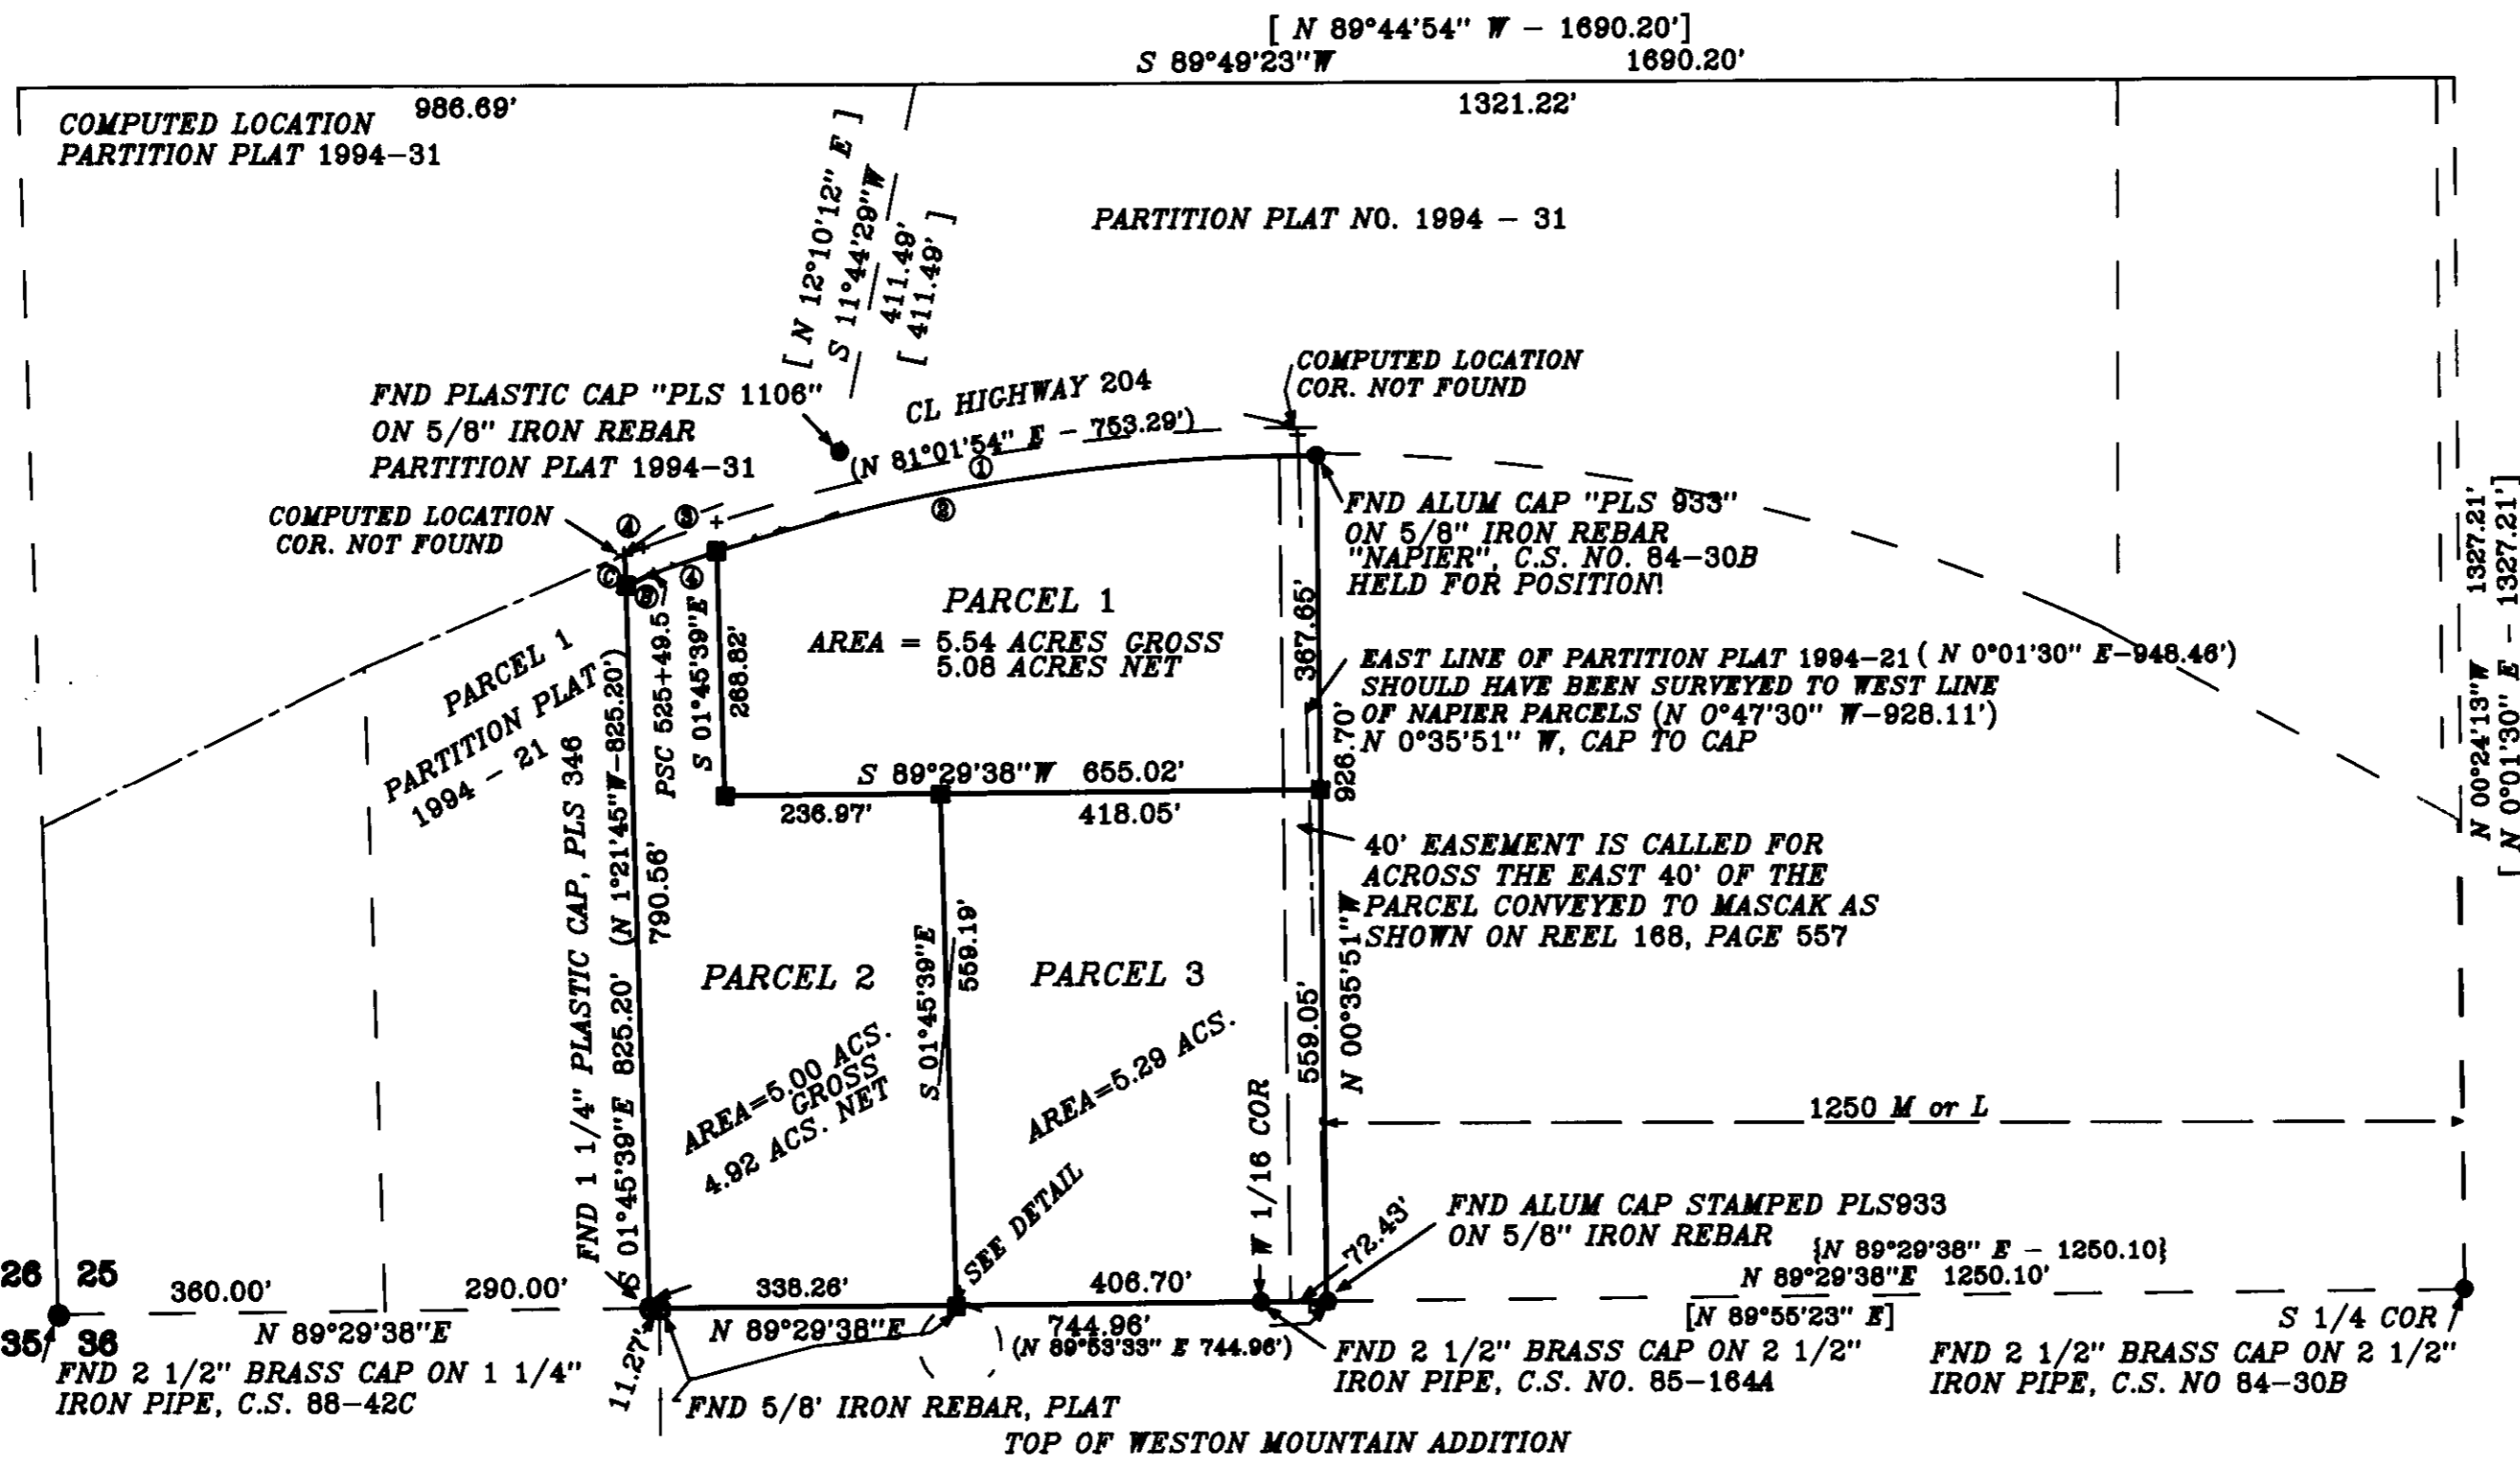 [ N 89°44'54" W - 1690.20']
S 89°49'23"W 1690.20'
986.69'
1321.22'
COMPUTED LOCATION
PARTITION PLAT 1994-31
[ N 12°10'12" E ]
S 11°44'29"W
411.49'
[ 411.49' ]
PARTITION PLAT NO. 1994 - 31
COMPUTED LOCATION
COR. NOT FOUND
FND PLASTIC CAP "PLS 1106"
ON 5/8" IRON REBAR
PARTITION PLAT 1994-31
CL HIGHWAY 204
(N 81°01'54" E - 753.29')
1
2
3
4
COMPUTED LOCATION
COR. NOT FOUND
C
B
4
FND ALUM CAP "PLS 933"
ON 5/8" IRON REBAR
"NAPIER", C.S. NO. 84-30B
HELD FOR POSITION!
N 00°24'13"W 1327.21'
[ N 0°01'30" E - 1327.21']
PARCEL 1
AREA = 5.54 ACRES GROSS
5.08 ACRES NET
367.65'
PSC 525+49.5
S 01°45'39"E
268.82'
PARCEL 1
PARTITION PLAT
1994 - 21
EAST LINE OF PARTITION PLAT 1994-21 ( N 0°01'30" E-948.46')
SHOULD HAVE BEEN SURVEYED TO WEST LINE
OF NAPIER PARCELS (N 0°47'30" W-928.11')
N 0°35'51" W, CAP TO CAP
926.70'
S 89°29'38"W 655.02'
236.97'
418.05'
40' EASEMENT IS CALLED FOR
ACROSS THE EAST 40' OF THE
PARCEL CONVEYED TO MASCAK AS
SHOWN ON REEL 168, PAGE 557
FND 1 1/4" PLASTIC CAP, PLS 346
S 01°45'39"E 825.20' (N 1°21'45"W-825.20')
790.56'
PARCEL 2
AREA=5.00 ACS.
GROSS
4.92 ACS. NET
S 01°45'39"E
559.19'
PARCEL 3
AREA=5.29 ACS.
559.05'
N 00°35'51"W
1250 M or L
W 1/16 COR
SEE DETAIL
72.43'
FND ALUM CAP STAMPED PLS933
ON 5/8" IRON REBAR
{N 89°29'38" E - 1250.10}
N 89°29'38"E 1250.10'
[N 89°55'23" E]
26 25
35 36
360.00'
290.00'
338.26'
406.70'
N 89°29'38"E
N 89°29'38"E
744.96'
(N 89°53'33" E 744.96')
S 1/4 COR
FND 2 1/2" BRASS CAP ON 1 1/4"
IRON PIPE, C.S. 88-42C
11.27'
FND 5/8' IRON REBAR, PLAT
TOP OF WESTON MOUNTAIN ADDITION
FND 2 1/2" BRASS CAP ON 2 1/2"
IRON PIPE, C.S. NO. 85-164A
FND 2 1/2" BRASS CAP ON 2 1/2"
IRON PIPE, C.S. NO 84-30B